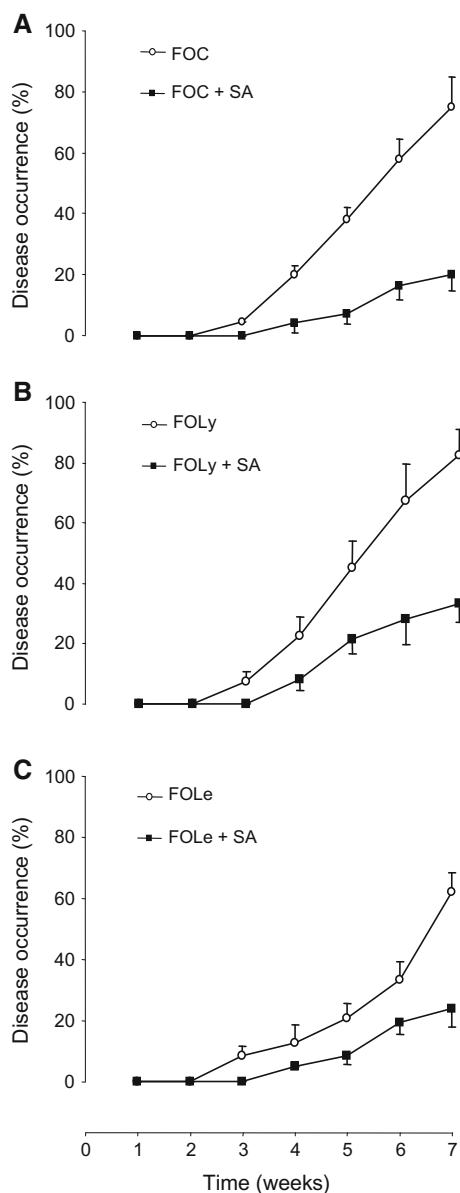 A
100
80
60
40
20
0
Disease occurrence (%)
FOC
FOC + SA
B
100
80
60
40
20
0
Disease occurrence (%)
FOLy
FOLy + SA
C
100
80
60
40
20
0
Disease occurrence (%)
FOLe
FOLe + SA
0 1 2 3 4 5 6 7
Time (weeks)